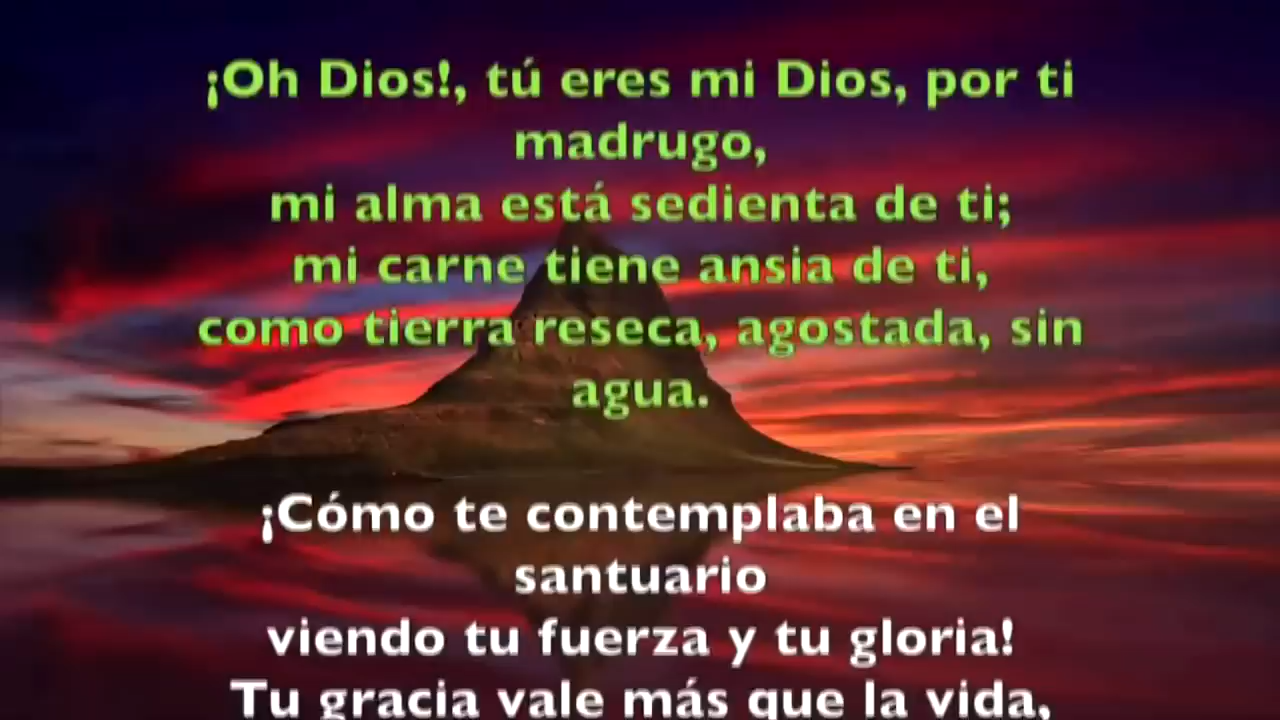 ¡Oh Dios!, tú eres mi Dios, por ti
madrugo,
mi alma está sedienta de ti;
mi carne tiene ansia de ti,
como tierra reseca, agostada, sin
agua.
¡Cómo te contemplaba en el
santuario
viendo tu fuerza y tu gloria!
Tu gracia vale más que la vida,